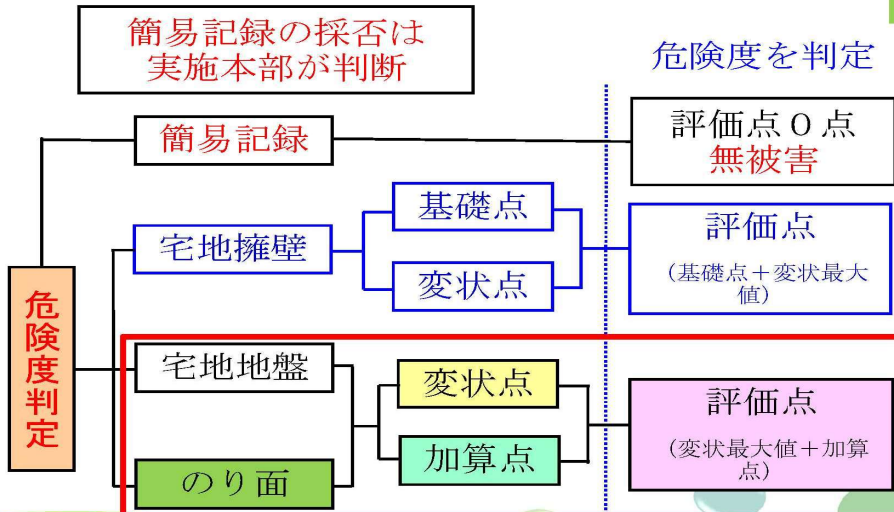 簡易記録の採否は
実施本部が判断
危険度を判定
簡易記録
評価点０点
無被害
宅地擁壁
基礎点
変状点
評価点
（基礎点＋変状最大
値）
危険度判定
宅地地盤
のり面
変状点
加算点
評価点
（変状最大値＋加算
点）